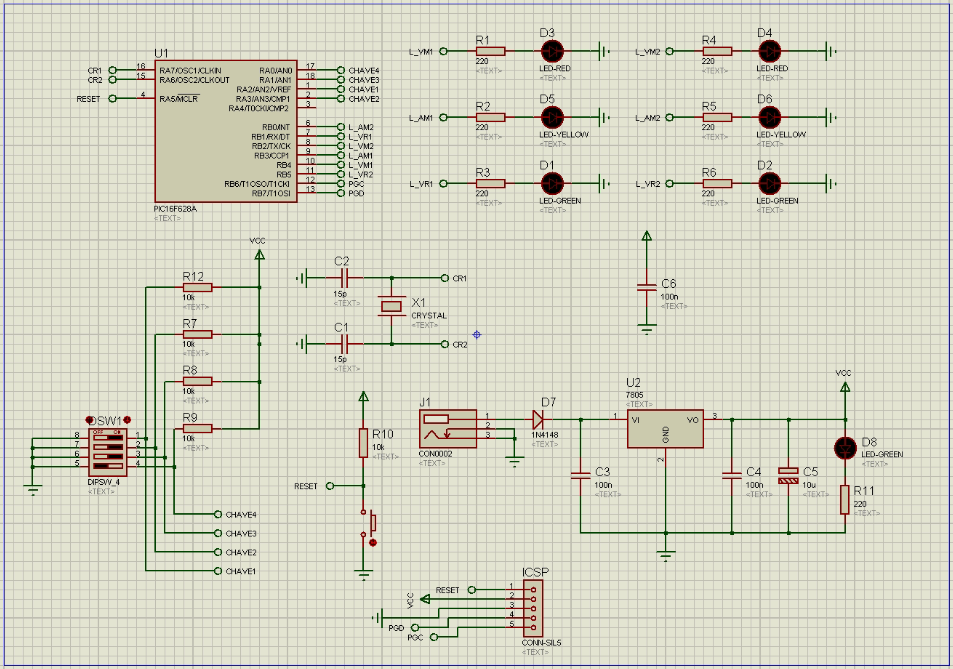 U1
CR1 16 RA7/OSC1/CLKIN RA0/AN0 17 CHAVE4
CR2 15 RA6/OSC2/CLKOUT RA1/AN1 18 CHAVE3
RA2/AN2/VREF 1 CHAVE1
RESET 4 RA5/MCLR RA3/AN3/CMP1 2 CHAVE2
RA4/T0CKI/CMP2 3
RB0/INT 6 L_AM2
RB1/RX/DT 7 L_VR1
RB2/TX/CK 8 L_VM2
RB3/CCP1 9 L_AM1
RB4 10 L_VM1
RB5 11 L_VR2
RB6/T1OSO/T1CKI 12 PGC
RB7/T1OSI 13 PGD
PIC16F628A
<TEXT>
L_VM1 R1 D3
220 LED-RED
<TEXT> <TEXT>
L_VM2 R4 D4
220 LED-RED
<TEXT> <TEXT>
L_AM1 R2 D5
220 LED-YELLOW
<TEXT> <TEXT>
L_AM2 R5 D6
220 LED-YELLOW
<TEXT> <TEXT>
L_VR1 R3 D1
220 LED-GREEN
<TEXT> <TEXT>
L_VR2 R6 D2
220 LED-GREEN
<TEXT> <TEXT>
VCC
R12
10k
<TEXT>
R7
10k
<TEXT>
R8
10k
<TEXT>
R9
10k
<TEXT>
DSW1
OFF ON
8 1
7 2
6 3
5 4
DIPSW_4
<TEXT>
CHAVE4
CHAVE3
CHAVE2
CHAVE1
C2 CR1
15p
<TEXT>
X1
CRYSTAL
<TEXT>
C1 CR2
15p
<TEXT>
C6
100n
<TEXT>
R10
10k
<TEXT>
RESET
J1
1
2
3
CON0002
<TEXT>
D7
1N4148
<TEXT>
U2
7805
<TEXT>
1 VI VO 3
GND
2
VCC
C3
100n
<TEXT>
C4
100n
<TEXT>
C5
10u
<TEXT>
D8
LED-GREEN
<TEXT>
R11
220
<TEXT>
ICSP
RESET 1
VCC 2
3
PGD 4
PGC 5
CONN-SIL5
<TEXT>